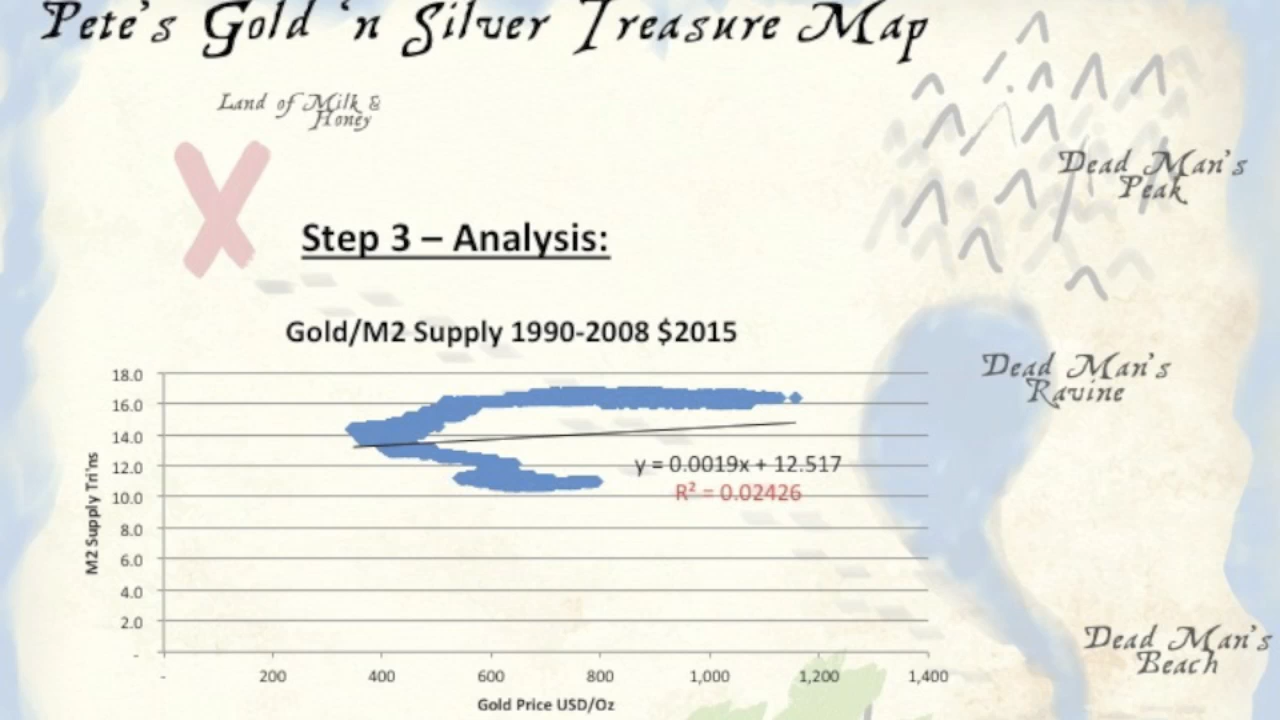 Pete's Gold 'n Silver Treasure Map
Land of Milk &
Honey
Dead Man's
Peak
Step 3 – Analysis:
Gold/M2 Supply 1990-2008 $2015
Dead Man's
Ravine
18.0
16.0
14.0
12.0
10.0
8.0
6.0
4.0
2.0
-
M2 Supply Tri'ns
y = 0.0019x + 12.517
R² = 0.02426
Dead Man's
Beach
- 200 400 600 800 1,000 1,200 1,400
Gold Price USD/Oz